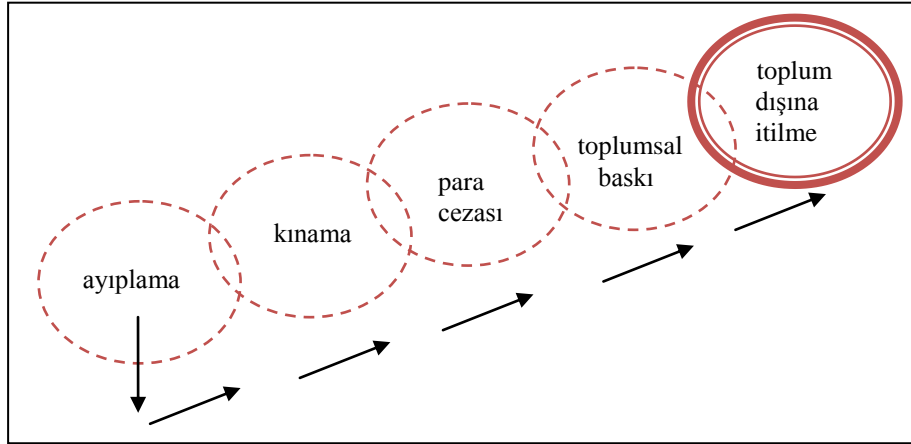 ayıplama
kınama
para
cezası
toplumsal
baskı
toplum
dışına
itilme